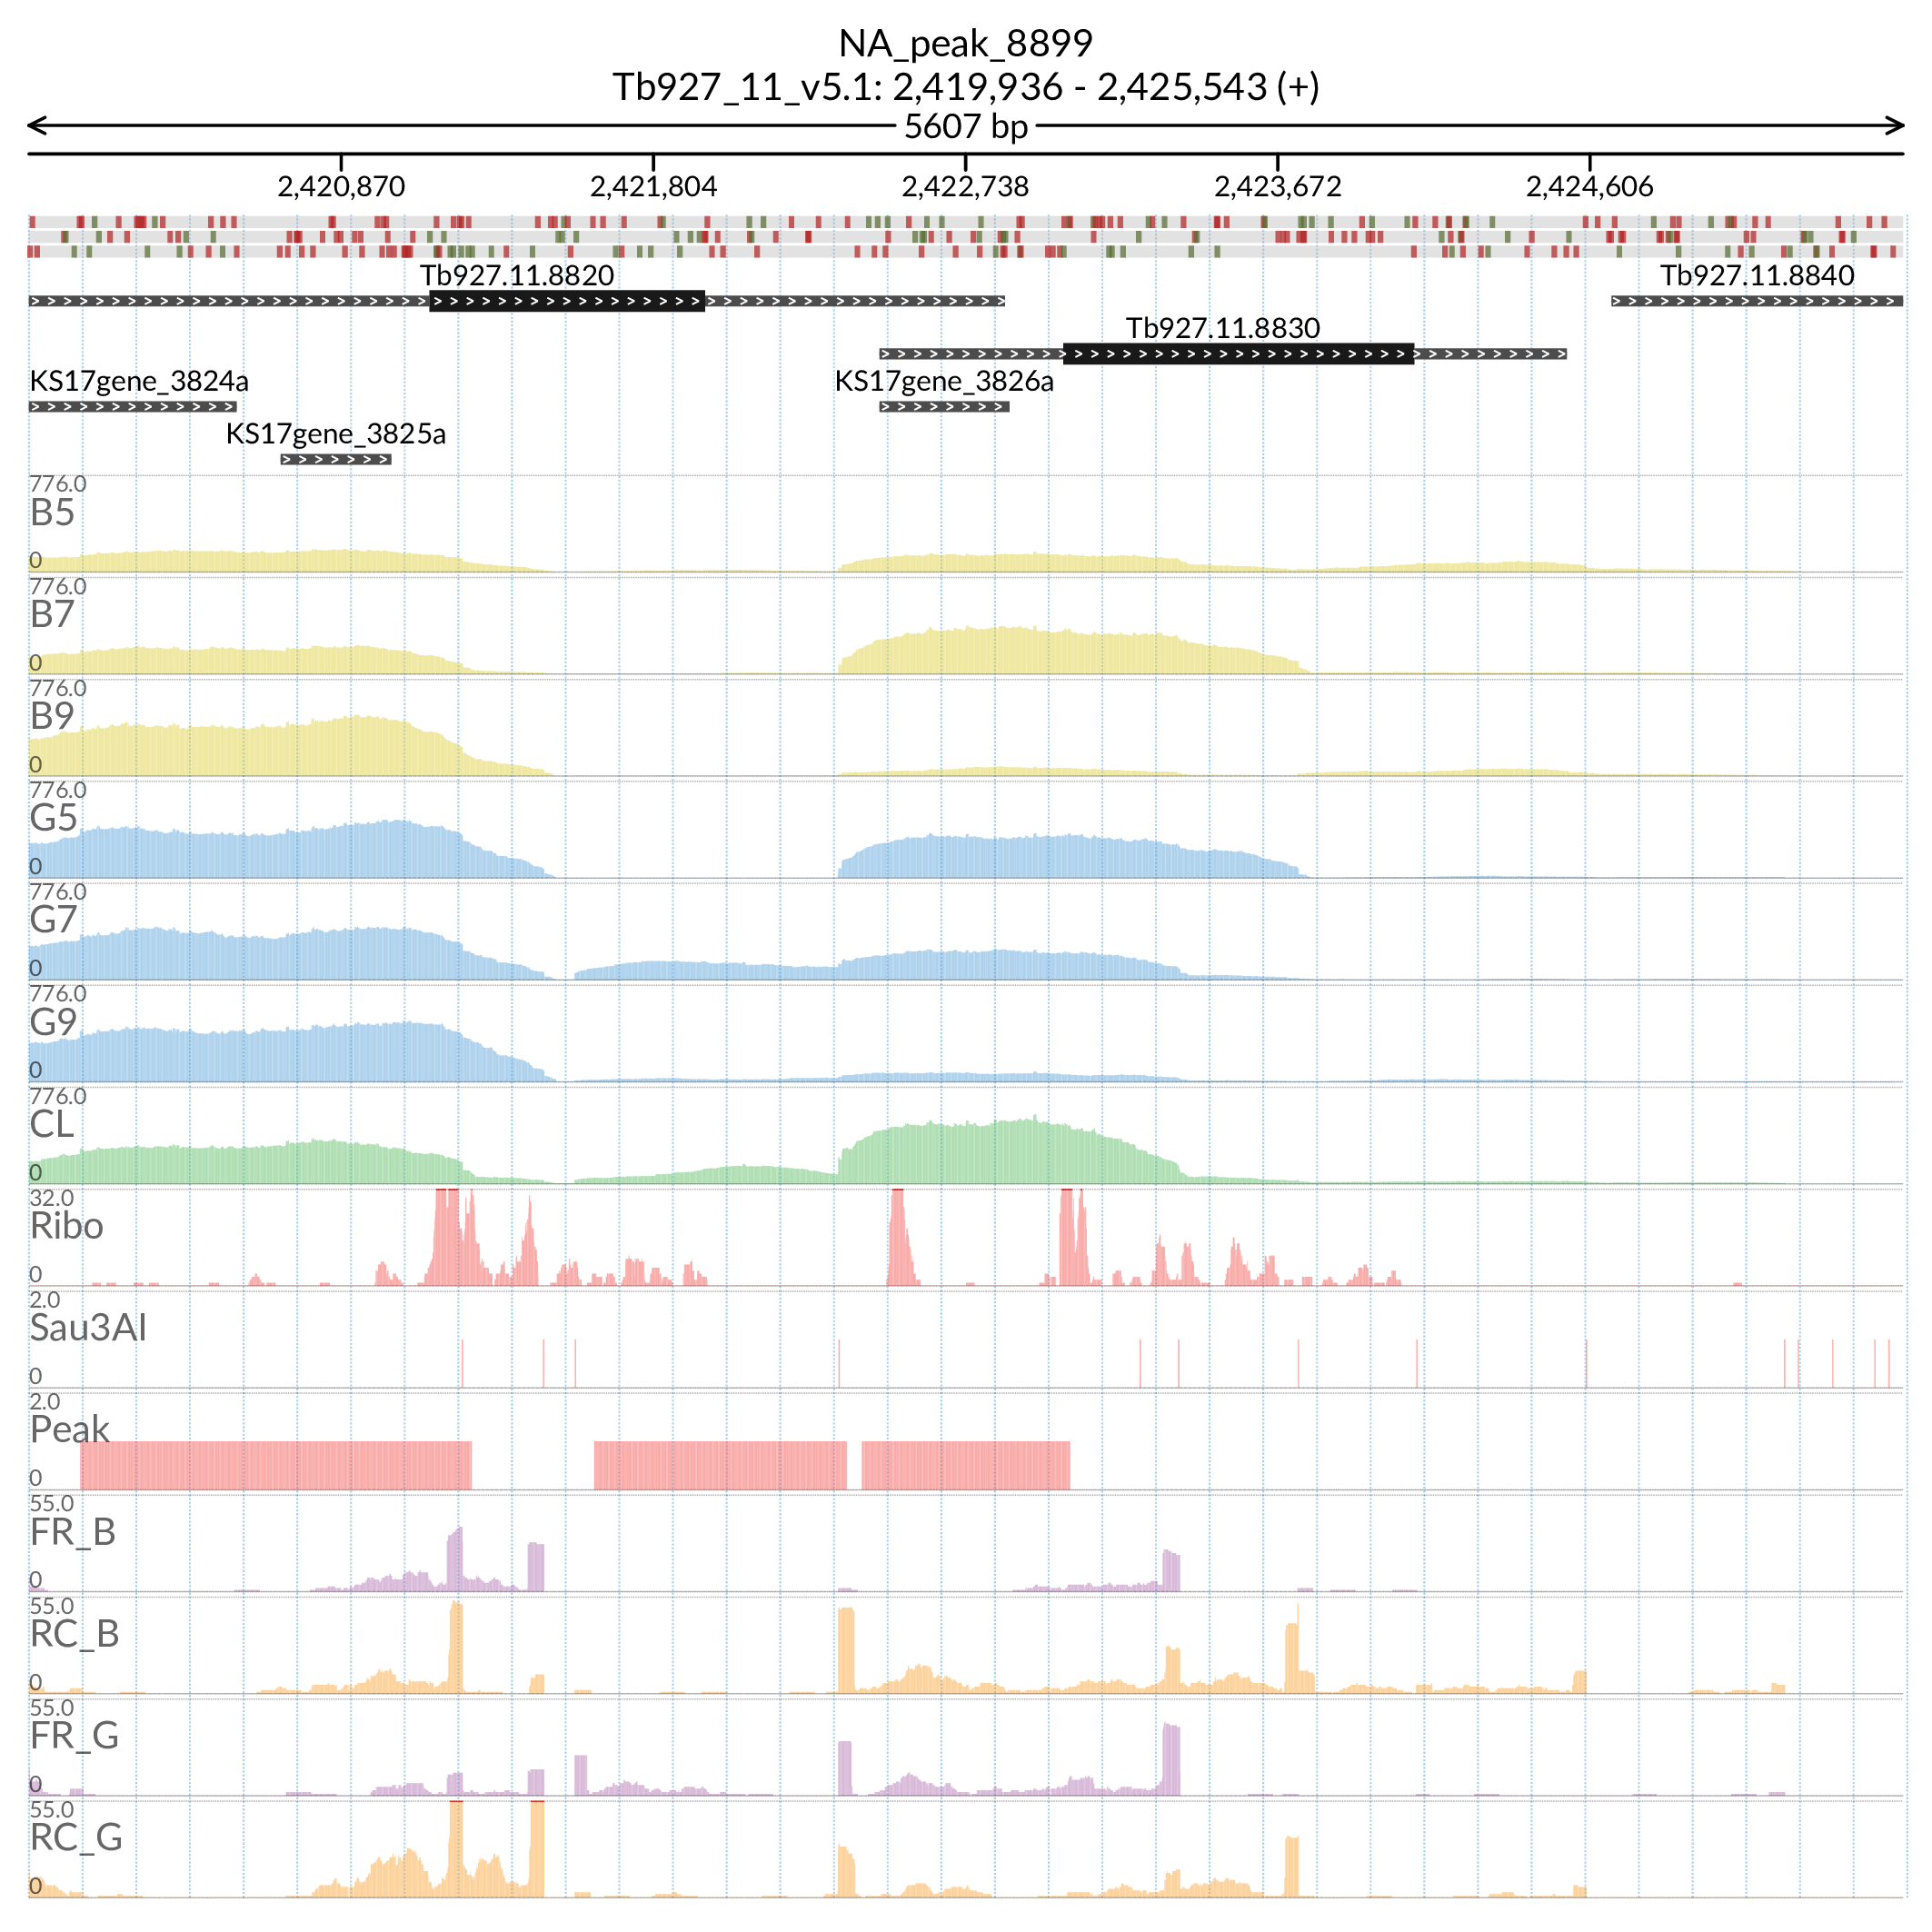 NA_peak_8899
Tb927_11_v5.1: 2,419,936 - 2,425,543 (+)
5607 bp
2,420,870 2,421,804 2,422,738 2,423,672 2,424,606
Tb927.11.8820 Tb927.11.8840
Tb927.11.8830
KS17gene_3824a KS17gene_3826a
KS17gene_3825a
776.0
B5
0
776.0
B7
0
776.0
B9
0
776.0
G5
0
776.0
G7
0
776.0
G9
0
776.0
CL
0
32.0
Ribo
0
2.0
Sau3AI
0
2.0
Peak
0
55.0
FR_B
0
55.0
RC_B
0
55.0
FR_G
0
55.0
RC_G
0